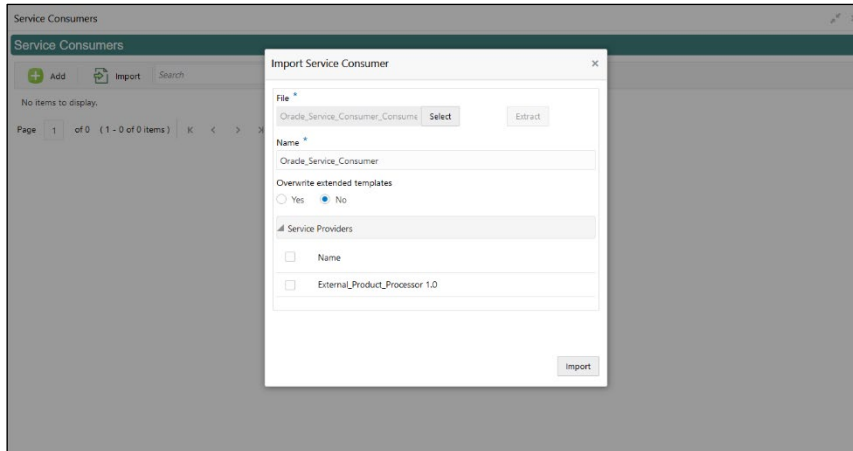 Service Consumers
Service Consumers
Add Import Search
No items to display.
Page 1 of 0 (1 - 0 of 0 items)
Import Service Consumer
File *
Oracle_Service_Consumer_Consume Select Extract
Name *
Oracle_Service_Consumer
Overwrite extended templates
Yes No
Service Providers
Name
External_Product_Processor 1.0
Import